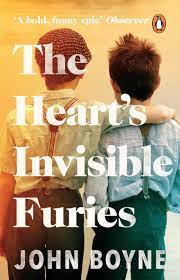 'A bold, funny epic' Observer
The
Heart's
Invisible
Furies
JOHN BOYNE